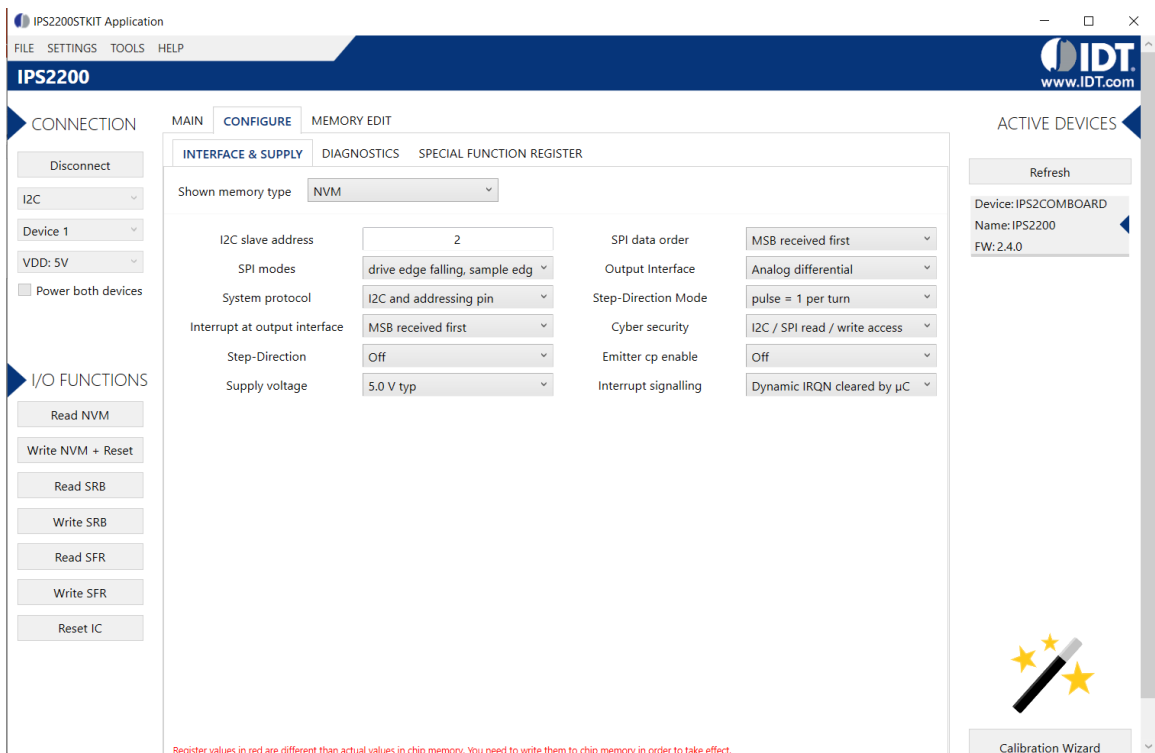 IPS2200STKIT Application
FILE SETTINGS TOOLS HELP
IPS2200
IDT.
www.IDT.com
CONNECTION
Disconnect
I2C
Device 1
VDD: 5V
Power both devices
I/O FUNCTIONS
Read NVM
Write NVM + Reset
Read SRB
Write SRB
Read SFR
Write SFR
Reset IC
MAIN CONFIGURE MEMORY EDIT
INTERFACE & SUPPLY DIAGNOSTICS SPECIAL FUNCTION REGISTER
Shown memory type NVM
I2C slave address 2 SPI data order MSB received first
SPI modes drive edge falling, sample edg Output Interface Analog differential
System protocol I2C and addressing pin Step-Direction Mode pulse = 1 per turn
Interrupt at output interface MSB received first Cyber security I2C / SPI read / write access
Step-Direction Off Emitter cp enable Off
Supply voltage 5.0 V typ Interrupt signalling Dynamic IRQN cleared by µC
Register values in red are different than actual values in chip memory. You need to write them to chip memory in order to take effect.
ACTIVE DEVICES
Refresh
Device: IPS2COMBOARD
Name: IPS2200
FW: 2.4.0
Calibration Wizard